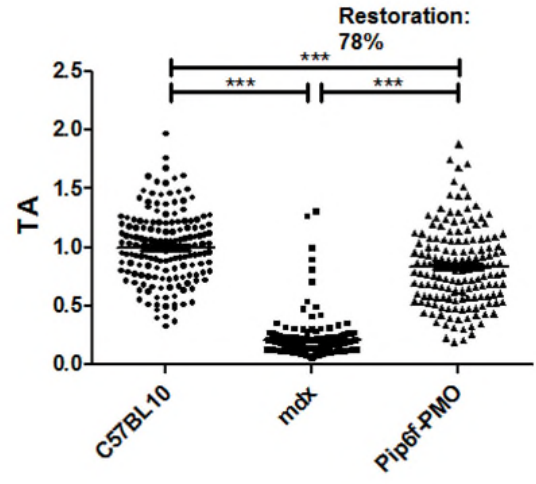 Restoration:
78%
***
*** ***
2.5
2.0
1.5
1.0
0.5
0.0
TA
C57BL10
mdx
Pip6f-PMO